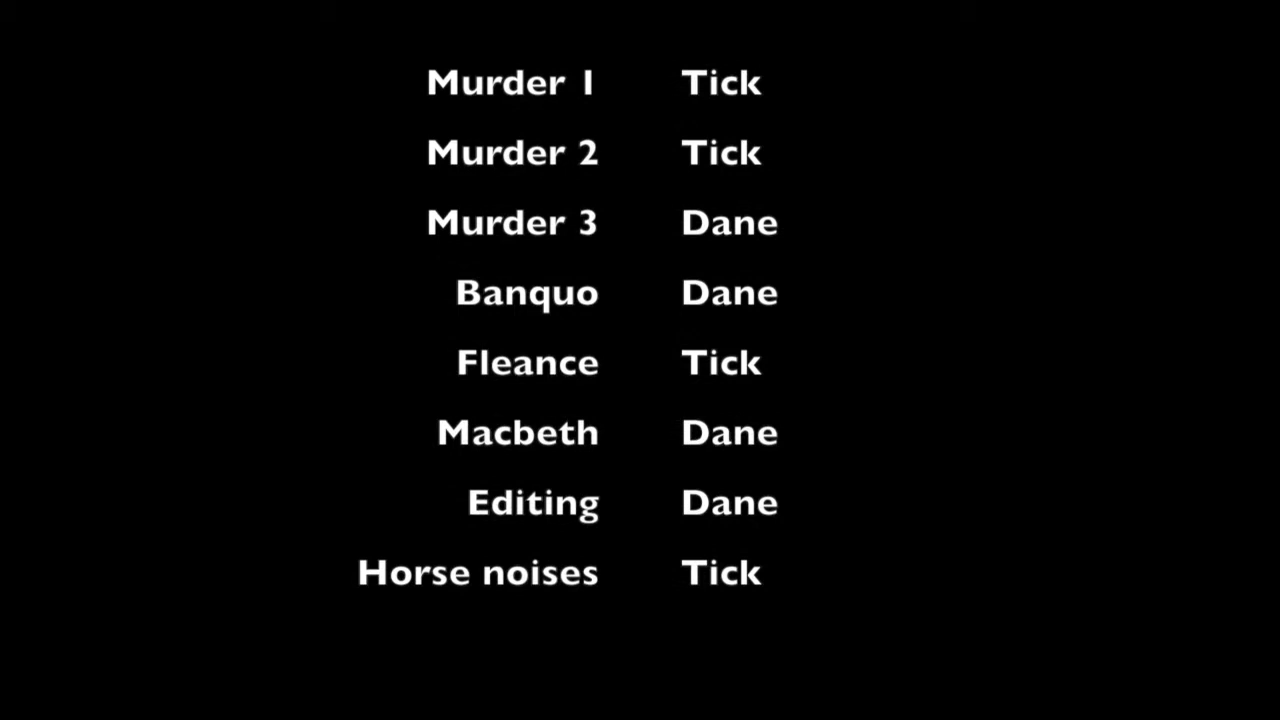 Murder 1 Tick
Murder 2 Tick
Murder 3 Dane
Banquo Dane
Fleance Tick
Macbeth Dane
Editing Dane
Horse noises Tick